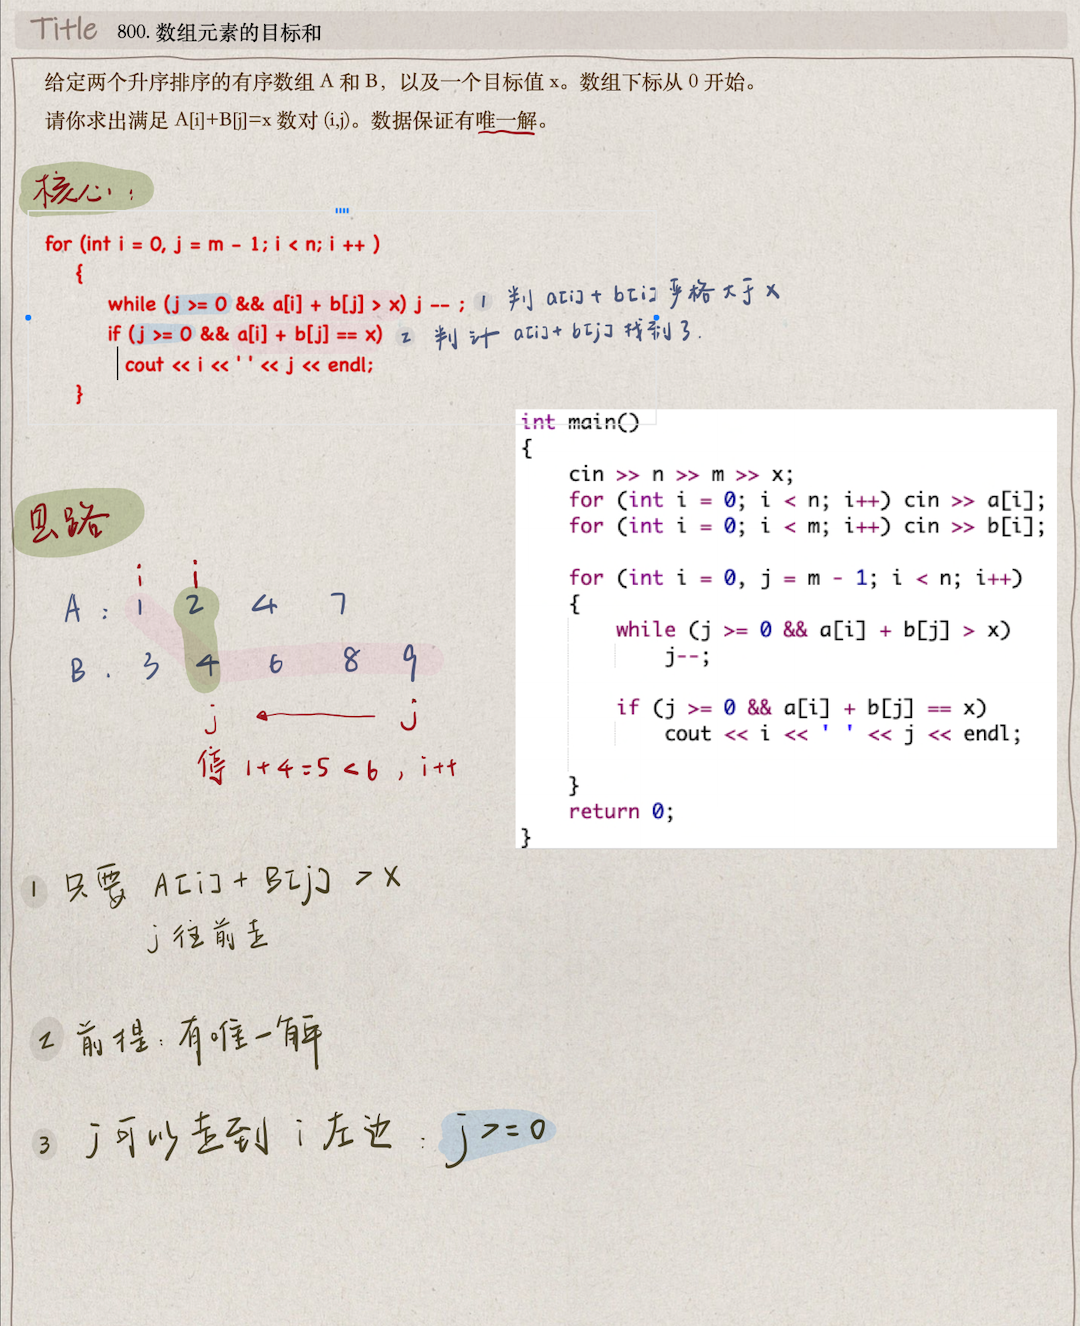 Title 800. 数组元素的目标和
给定两个升序排序的有序数组 A 和 B，以及一个目标值 x。数组下标从 0 开始。
请你求出满足 A[i]+B[j]=x 数对 (i,j)。数据保证有唯一解。
核心：
for (int i = 0, j = m - 1; i < n; i ++ )
{
while (j >= 0 && a[i] + b[j] > x) j -- ; 1 判 a[i] + b[i] 严格大于 x
if (j >= 0 && a[i] + b[j] == x) 2 判断 a[i]+b[j] 找到了.
cout << i << ' ' << j << endl;
}
int main()
{
cin >> n >> m >> x;
for (int i = 0; i < n; i++) cin >> a[i];
for (int i = 0; i < m; i++) cin >> b[i];
for (int i = 0, j = m - 1; i < n; i++)
{
while (j >= 0 && a[i] + b[j] > x)
j--;
if (j >= 0 && a[i] + b[j] == x)
cout << i << ' ' << j << endl;
}
return 0;
}
思路
i i
A : 1 2 4 7
B . 3 4 6 8 9
j j
停 1+4=5 <6 , i++
1 只要 A[i] + B[j] > X
j 往前走
2 前提：有唯一解
3 j 可以走到 i 左边 : j >= 0